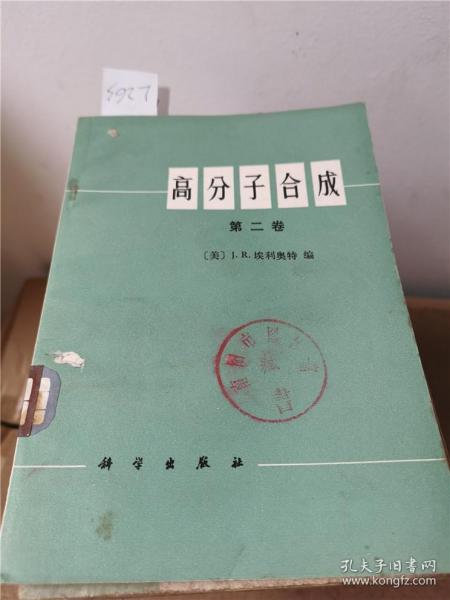 5927
高分子合成
第二卷
〔美〕J. R. 埃利奥特 编
科学出版社
孔夫子旧书网
www.kongfz.com